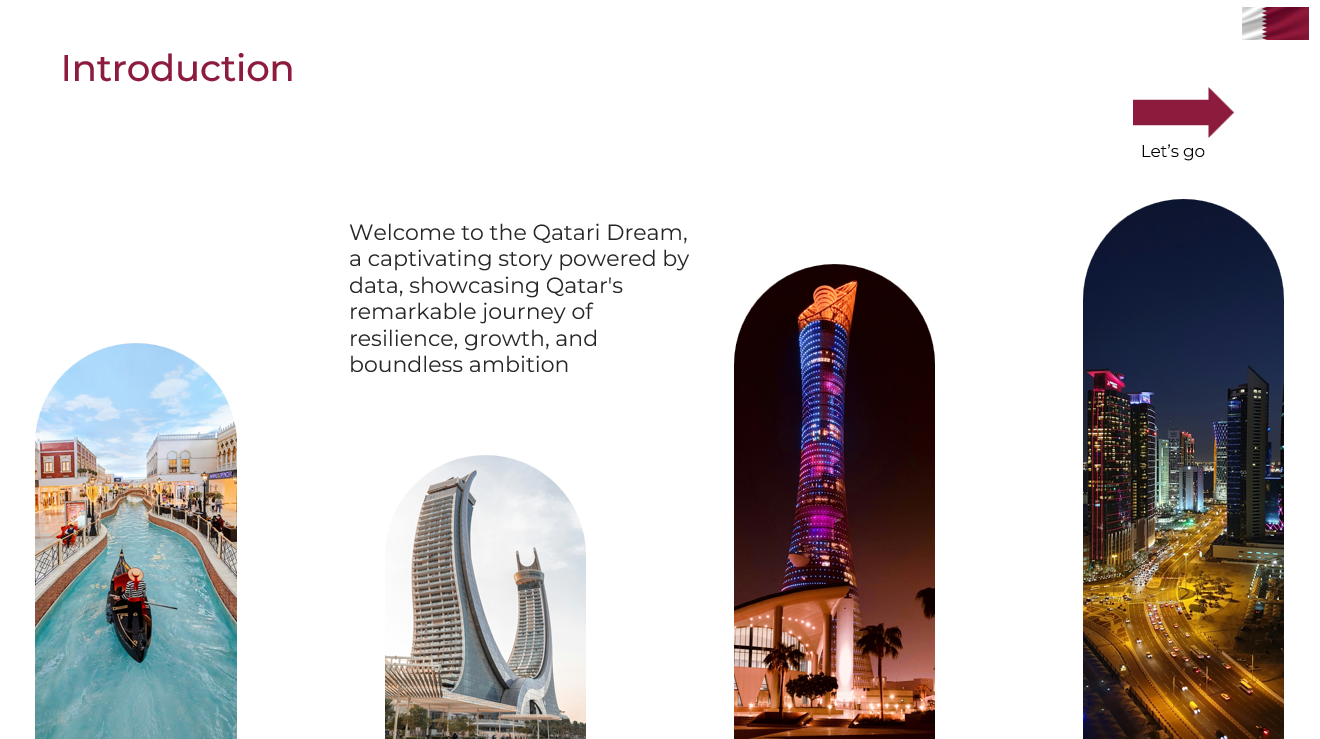 Introduction
Let’s go
Welcome to the Qatari Dream,
a captivating story powered by
data, showcasing Qatar's
remarkable journey of
resilience, growth, and
boundless ambition